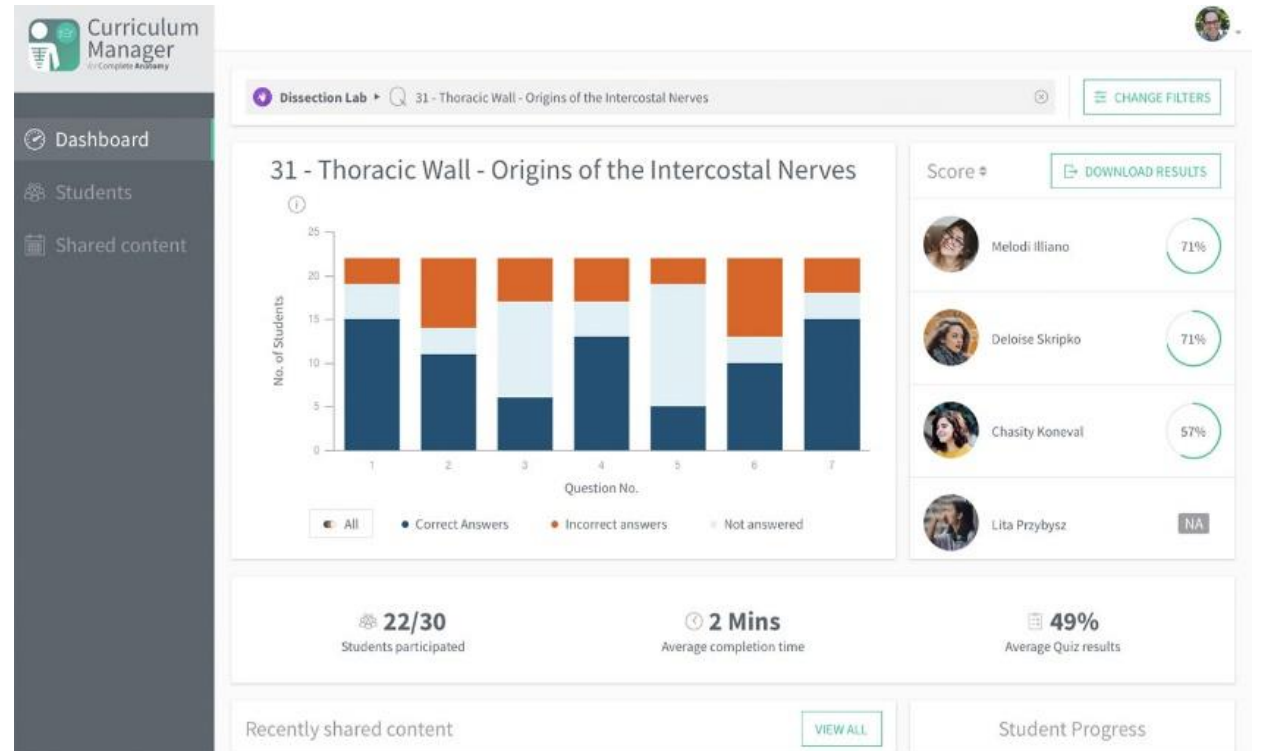 Curriculum
Manager
for Complete Anatomy
Dashboard
Students
Shared content
Dissection Lab
31 - Thoracic Wall - Origins of the Intercostal Nerves
CHANGE FILTERS
31 - Thoracic Wall - Origins of the Intercostal Nerves
No. of Students
25
20
15
10
5
0
1 2 3 4 5 6 7
Question No.
All Correct Answers Incorrect answers Not answered
Score
DOWNLOAD RESULTS
Melodi Illiano 71%
Deloise Skripko 71%
Chasity Koneval 57%
Lita Przybysz NA
22/30
Students participated
2 Mins
Average completion time
49%
Average Quiz results
Recently shared content
VIEW ALL
Student Progress